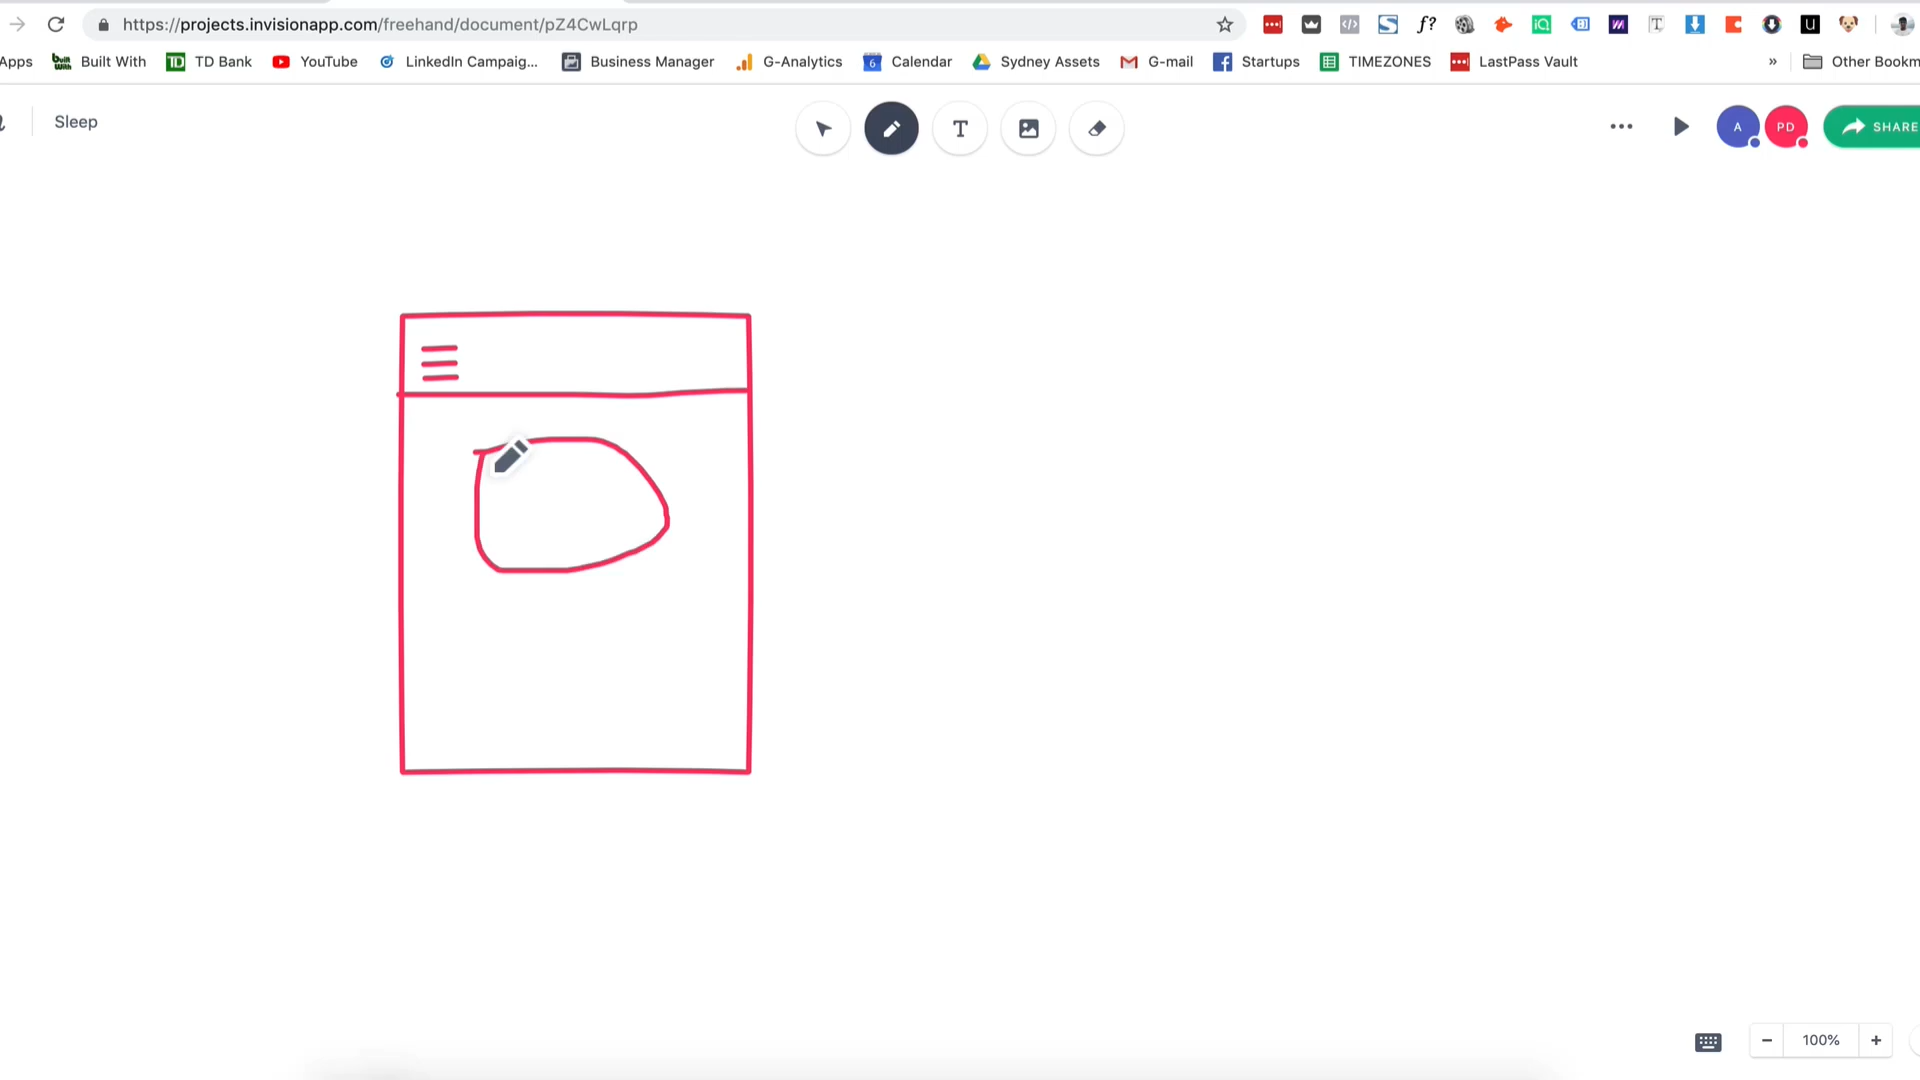 https://projects.invisionapp.com/freehand/document/pZ4CwLqrp
Apps Built With TD Bank YouTube LinkedIn Campaig... Business Manager G-Analytics 6 Calendar Sydney Assets G-mail Startups TIMEZONES LastPass Vault » Other Bookm
Sleep T A PD SHARE
100%